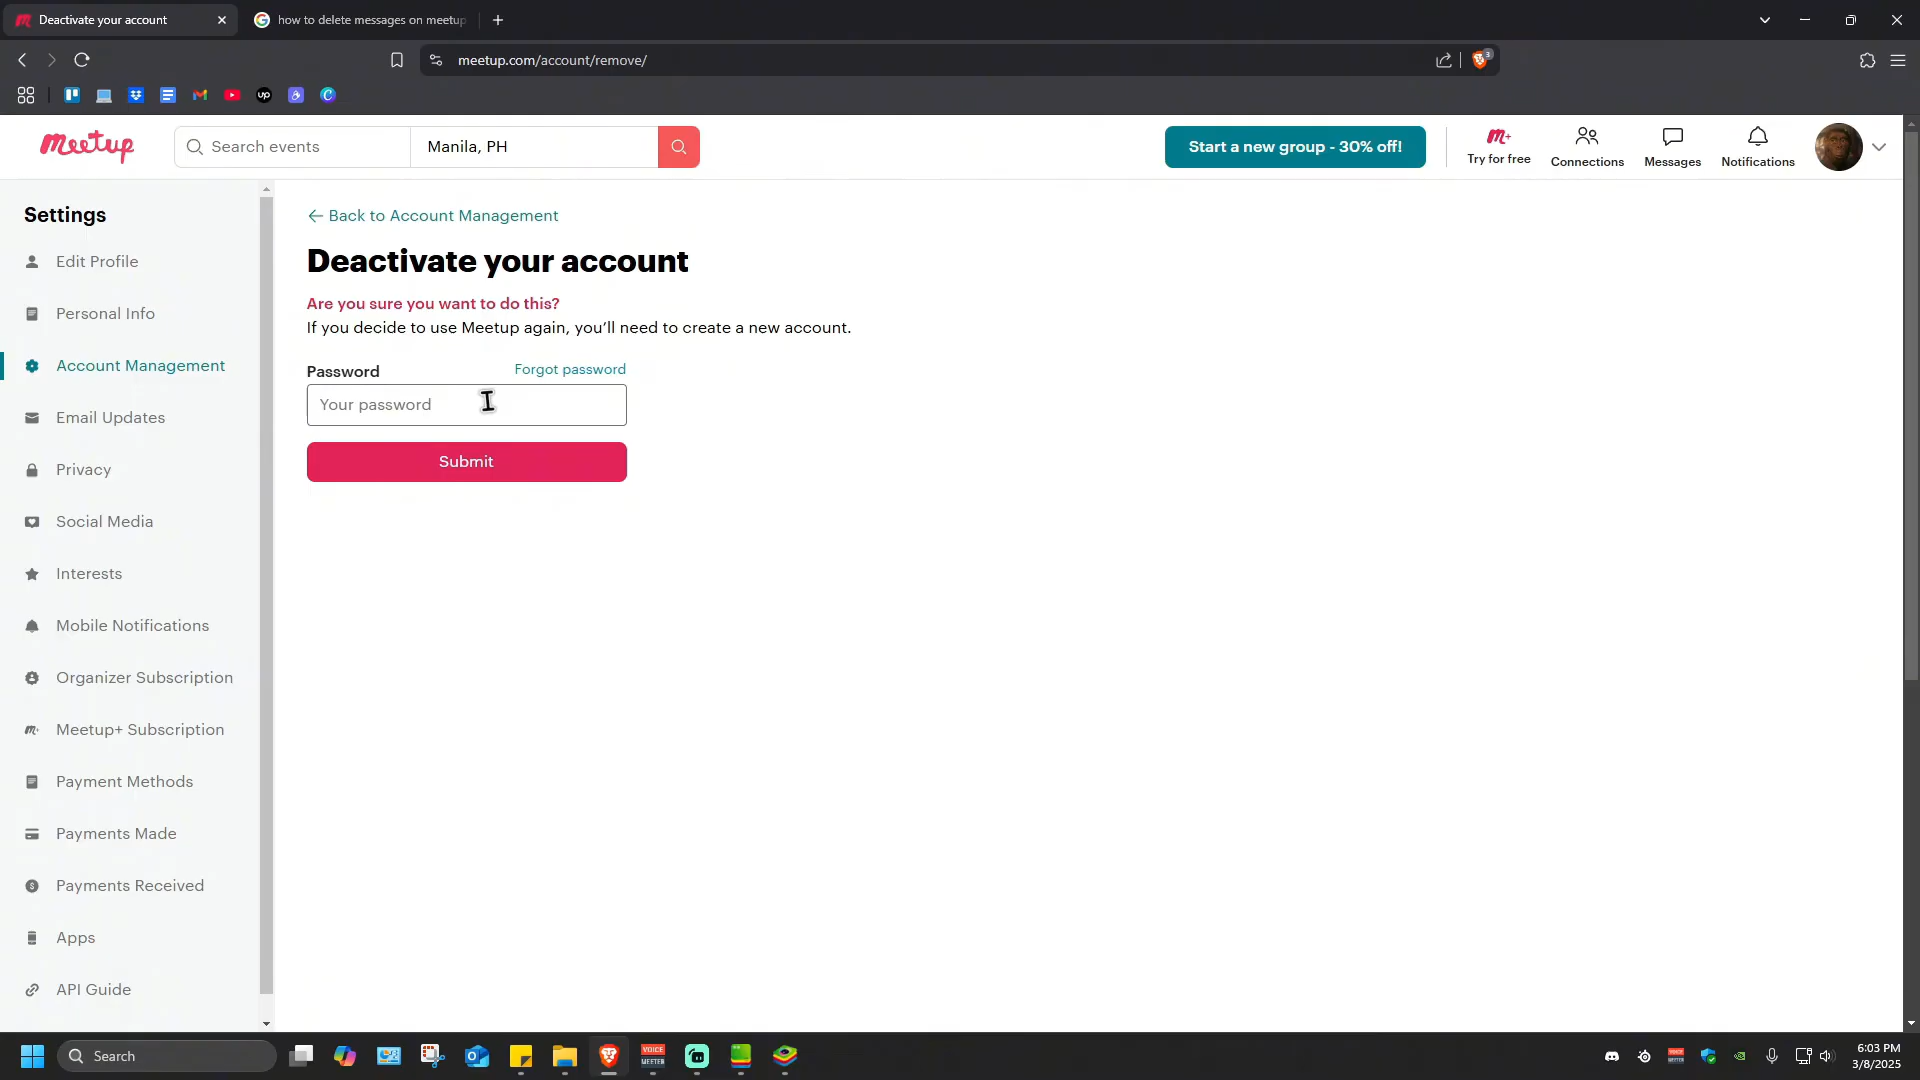 Deactivate your account
how to delete messages on meetup
meetup.com/account/remove/
3
up
Meetup
Search events
Manila, PH
Start a new group - 30% off!
Try for free
Connections
Messages
Notifications
Settings
Edit Profile
Personal Info
Account Management
Email Updates
Privacy
Social Media
Interests
Mobile Notifications
Organizer Subscription
Meetup+ Subscription
Payment Methods
Payments Made
Payments Received
Apps
API Guide
← Back to Account Management
Deactivate your account
Are you sure you want to do this?
If you decide to use Meetup again, you’ll need to create a new account.
Password
Forgot password
Your password
Submit
Search
VOICE
MEETER
6:03 PM
3/8/2025